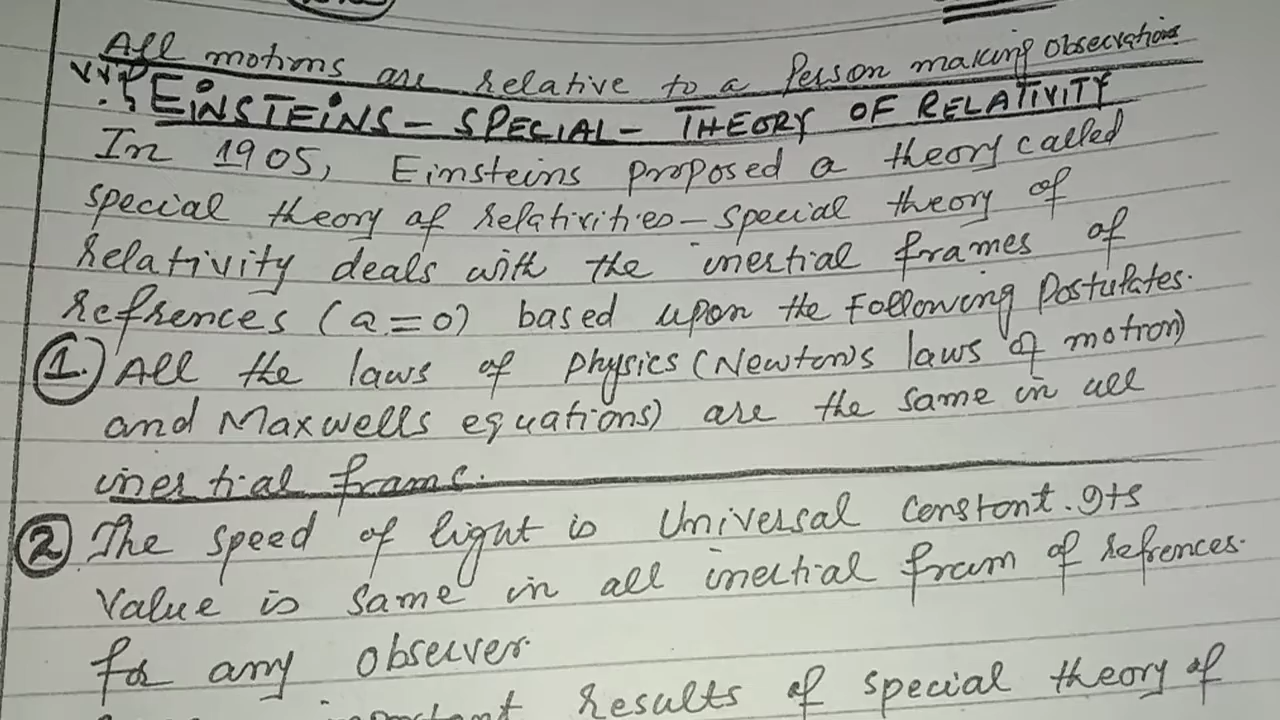 All motions are relative to a Person making observations
VVI EINSTEINS - SPECIAL - THEORY OF RELATIVITY
In 1905, Einsteins proposed a theory called
special theory of relativities - special theory of
Relativity deals with the inertial frames of
refrences (a=0) based upon the Following Postulates.
1. All the laws of Physics (Newton's laws of motion)
and Maxwells equations) are the same in all
inertial frame.
2. The speed of light is Universal Constant. Its
Value is same in all inertial fram of refrences.
for any observer.
results of special theory of